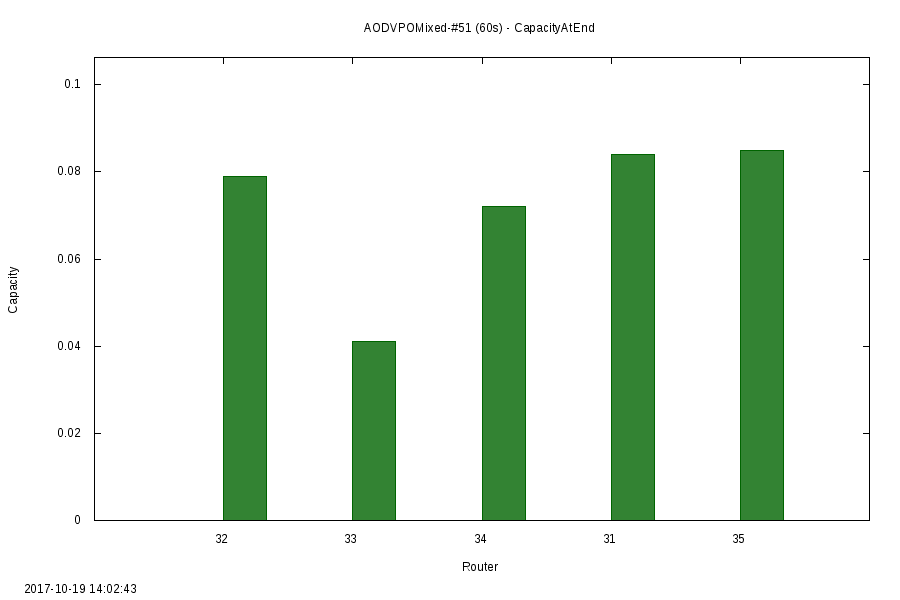 AODVPOMixed-#51 (60s) - CapacityAtEnd
0.1
0.08
0.06
0.04
0.02
0
Capacity
32 33 34 31 35
Router
2017-10-19 14:02:43